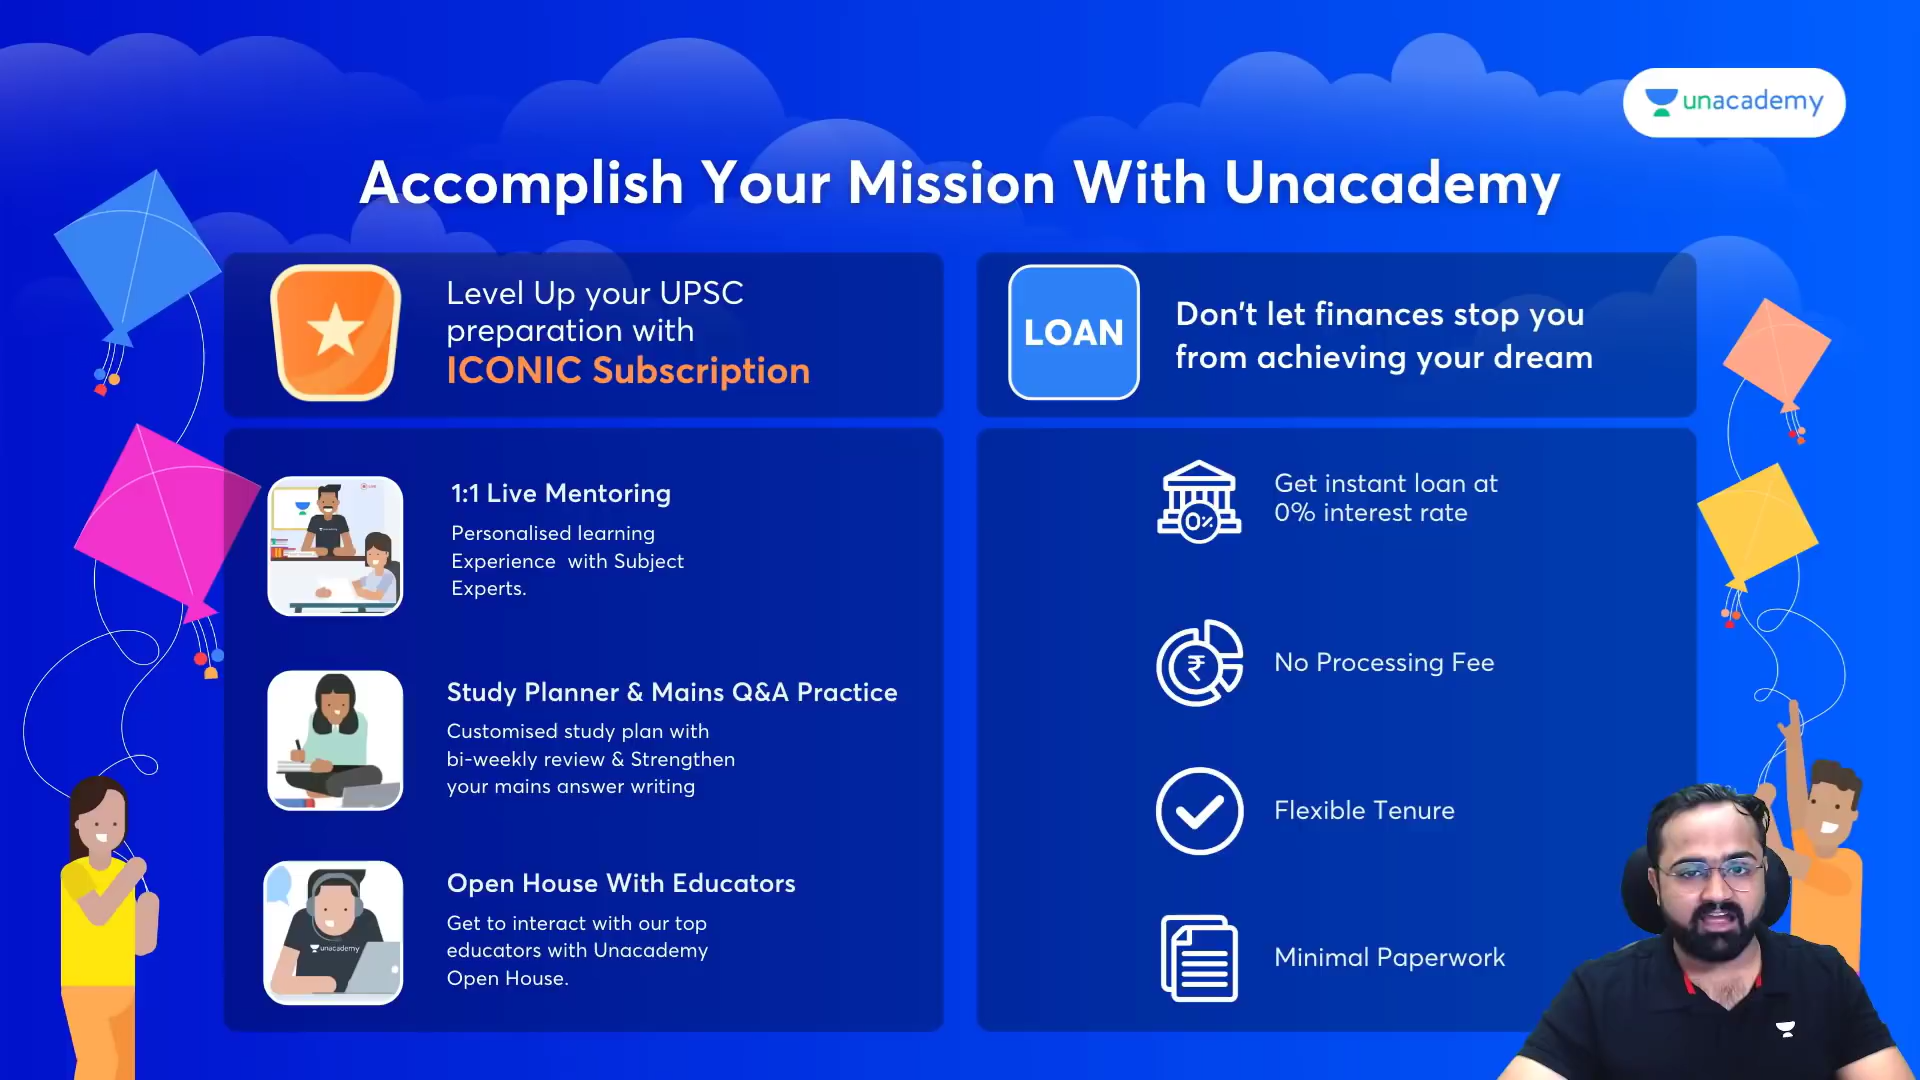 unacademy
Accomplish Your Mission With Unacademy
Level Up your UPSC
preparation with
ICONIC Subscription
1:1 Live Mentoring
Personalised learning
Experience with Subject
Experts.
Study Planner & Mains Q&A Practice
Customised study plan with
bi-weekly review & Strengthen
your mains answer writing
unacademy
Open House With Educators
Get to interact with our top
educators with Unacademy
Open House.
LOAN
Don't let finances stop you
from achieving your dream
0%
Get instant loan at
0% interest rate
₹
No Processing Fee
Flexible Tenure
Minimal Paperwork